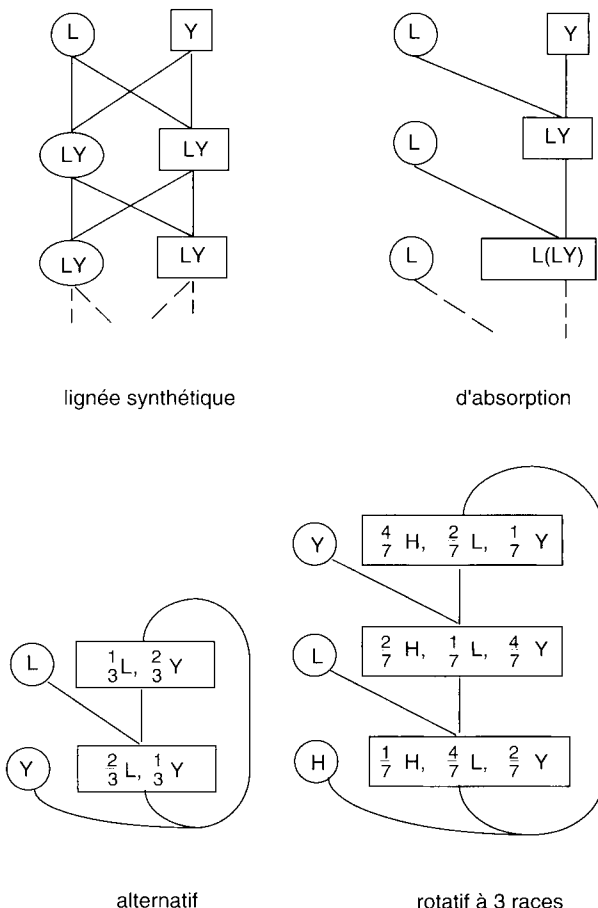 L Y
LY LY
LY LY
lignée synthétique
L Y
L LY
L L(LY)
d'absorption
1/3 L, 2/3 Y
L
2/3 L, 1/3 Y
Y
alternatif
4/7 H, 2/7 L, 1/7 Y
Y
2/7 H, 1/7 L, 4/7 Y
L
1/7 H, 4/7 L, 2/7 Y
H
rotatif à 3 races